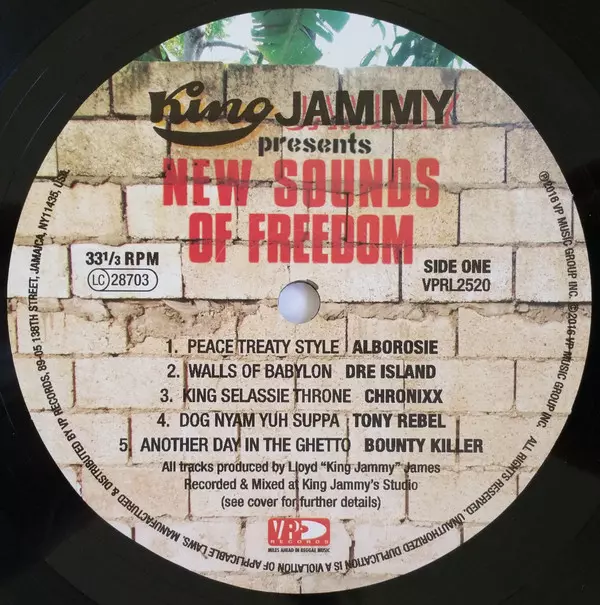 King JAMMY
presents
NEW SOUNDS
OF FREEDOM
33 1/3 RPM
LC 28703
SIDE ONE
VPRL2520
1. PEACE TREATY STYLE ALBOROSIE
2. WALLS OF BABYLON DRE ISLAND
3. KING SELASSIE THRONE CHRONIXX
4. DOG NYAM YUH SUPPA TONY REBEL
5. ANOTHER DAY IN THE GHETTO BOUNTY KILLER
All tracks produced by Lloyd "King Jammy" James
Recorded & Mixed at King Jammy's Studio
(see cover for further details)
VP
RECORDS
MILES AHEAD IN REGGAE MUSIC
℗2016 VP MUSIC GROUP INC. ©2016 VP MUSIC GROUP INC. ALL RIGHTS RESERVED. UNAUTHORIZED DUPLICATION IS A VIOLATION OF APPLICABLE LAWS. MANUFACTURED & DISTRIBUTED BY VP RECORDS, 89-05 138TH STREET, JAMAICA, NY11435, USA.